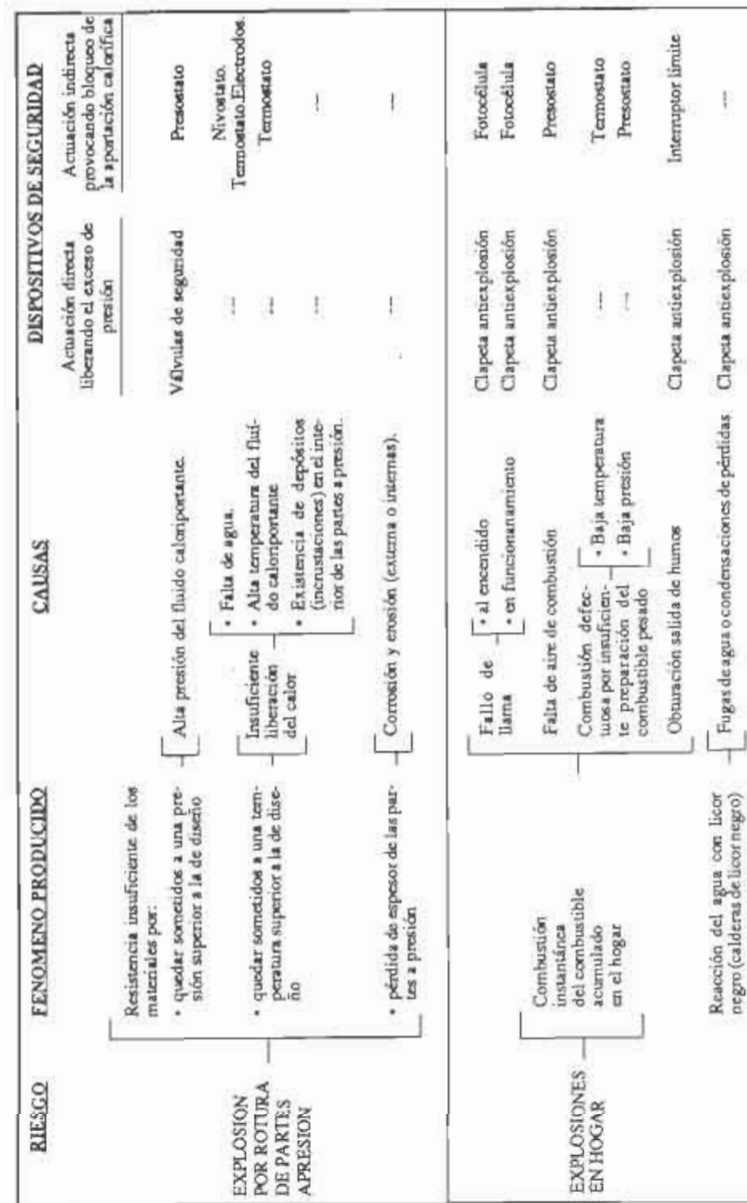 RIESGO
FENOMENO PRODUCIDO
CAUSAS
DISPOSITIVOS DE SEGURIDAD
Actuación directa
liberando el exceso de
presión
Actuación indirecta
provocando bloqueo de
la aportación calorífica
EXPLOSION
POR ROTURA
DE PARTES
APRESION
Resistencia insuficiente de los
materiales por:
• quedar sometidos a una pre-
sión superior a la de diseño
Alta presión del fluido caloriportante.
Válvulas de seguridad
Presostato
• quedar sometidos a una tem-
peratura superior a la de dise-
ño
Insuficiente
liberación
del calor
• Falta de agua.
• Alta temperatura del fluí-
do caloriportante
• Existencia de depósitos
(incrustaciones) en el inte-
rior de las partes a presión.
---
---
---
Nivostato.
Termostato.Electrodos.
Termostato
---
• pérdida de espesor de las par-
tes a presión
Corrosión y erosión (externa o internas).
---
---
EXPLOSIONES
EN HOGAR
Combustión
instantánea
del combustible
acumulado
en el hogar
Fallo de
llama
• al encendido
• en funcionanamiento
Clapeta antiexplosión
Clapeta antiexplosión
Fotocélula
Fotocélula
Falta de aire de combustión
Clapeta antiexplosión
Presostato
Combustión defec-
tuosa por insuficien-
te preparación del
combustible pesado
• Baja temperatura
• Baja presión
---
---
Termostato
Presostato
Obturación salida de humos
Clapeta antiexplosión
Interruptor límite
Reacción del agua con licor
negro (calderas de licor negro)
Fugas de agua o condensaciones de pérdidas
Clapeta antiexplosión
---